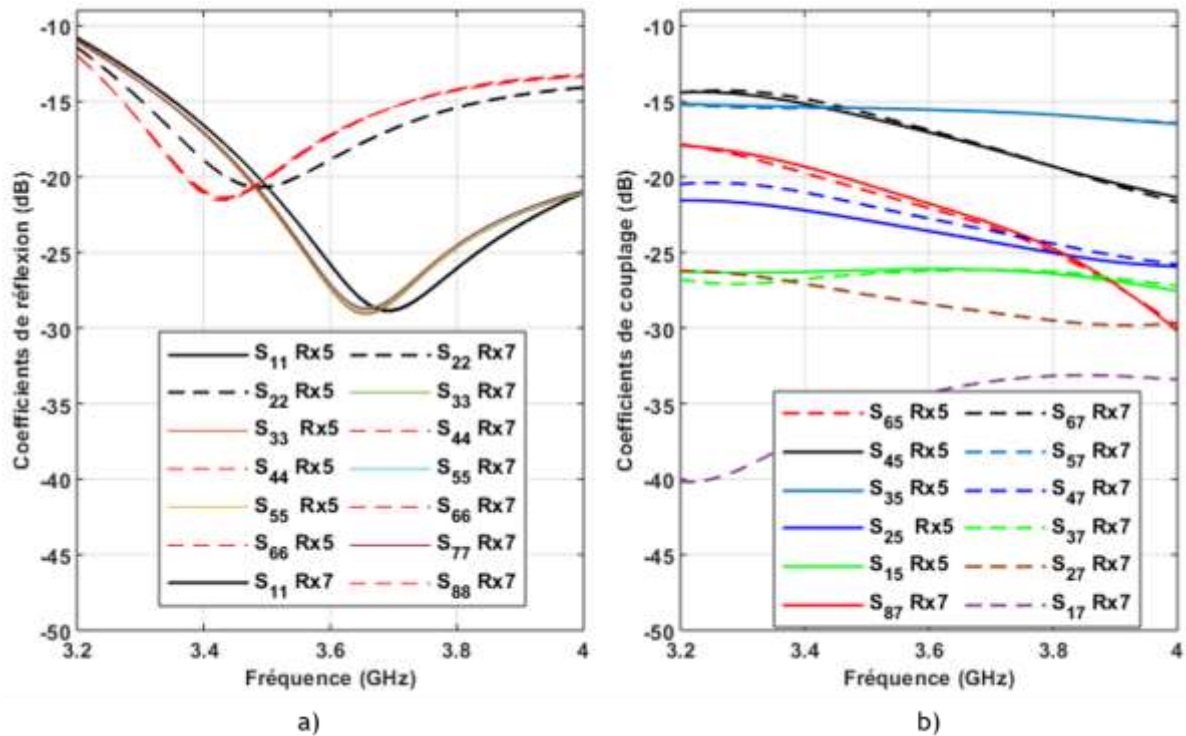 -10
-15
-20
-25
-30
-35
-40
-45
-50
Coefficients de réflexion (dB)
S11 Rx5
S22 Rx5
S33 Rx5
S44 Rx5
S55 Rx5
S66 Rx5
S11 Rx7
S22 Rx7
S33 Rx7
S44 Rx7
S55 Rx7
S66 Rx7
S77 Rx7
S88 Rx7
3.2
3.4
3.6
3.8
4
Fréquence (GHz)
a)
-10
-15
-20
-25
-30
-35
-40
-45
-50
Coefficients de couplage (dB)
S65 Rx5
S45 Rx5
S35 Rx5
S25 Rx5
S15 Rx5
S87 Rx7
S67 Rx7
S57 Rx7
S47 Rx7
S37 Rx7
S27 Rx7
S17 Rx7
3.2
3.4
3.6
3.8
4
Fréquence (GHz)
b)